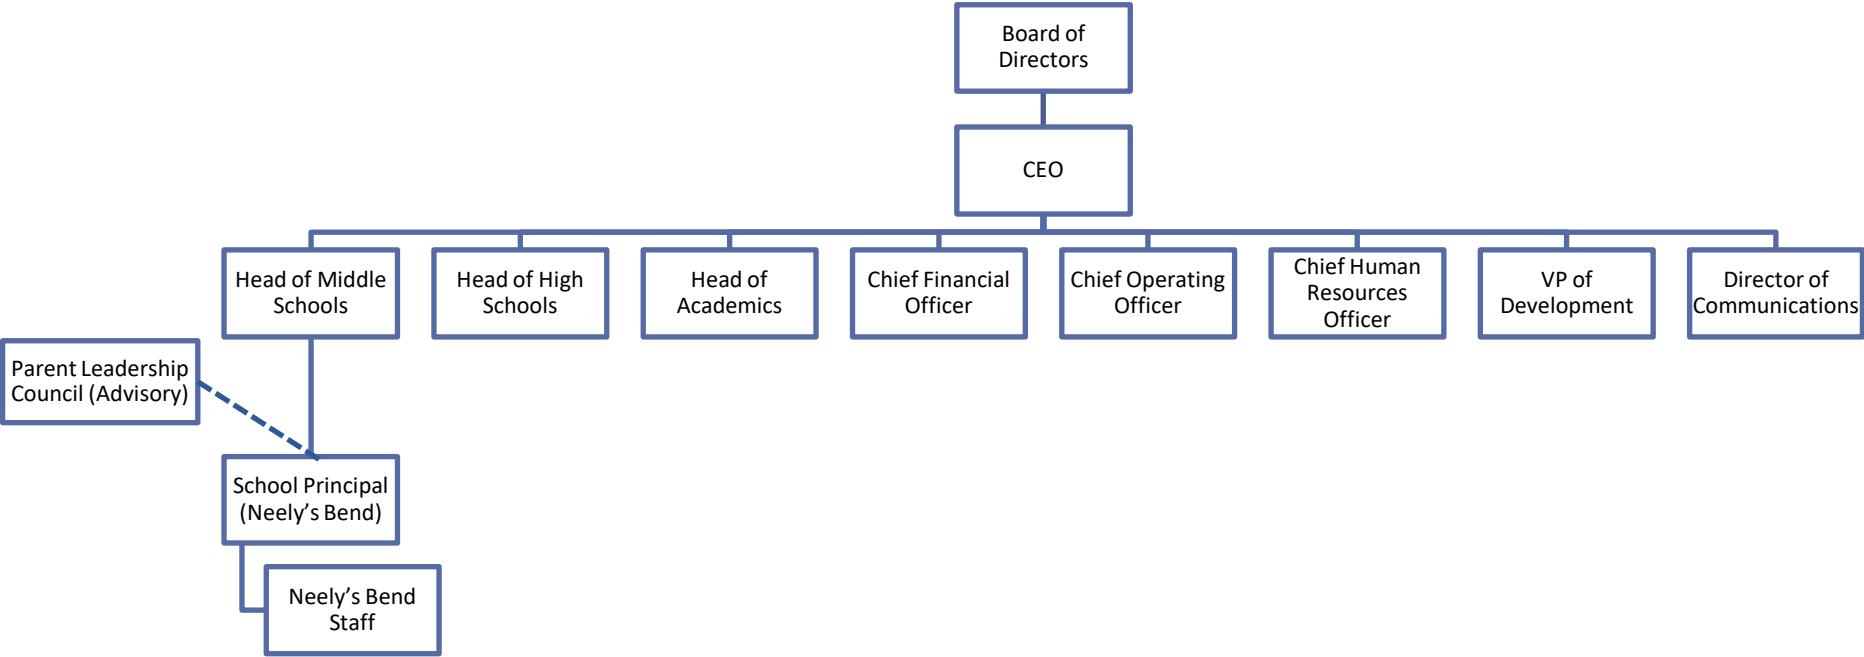 Board of
Directors
CEO
Head of Middle
Schools
Head of High
Schools
Head of
Academics
Chief Financial
Officer
Chief Operating
Officer
Chief Human
Resources
Officer
VP of
Development
Director of
Communications
Parent Leadership
Council (Advisory)
School Principal
(Neely’s Bend)
Neely’s Bend
Staff